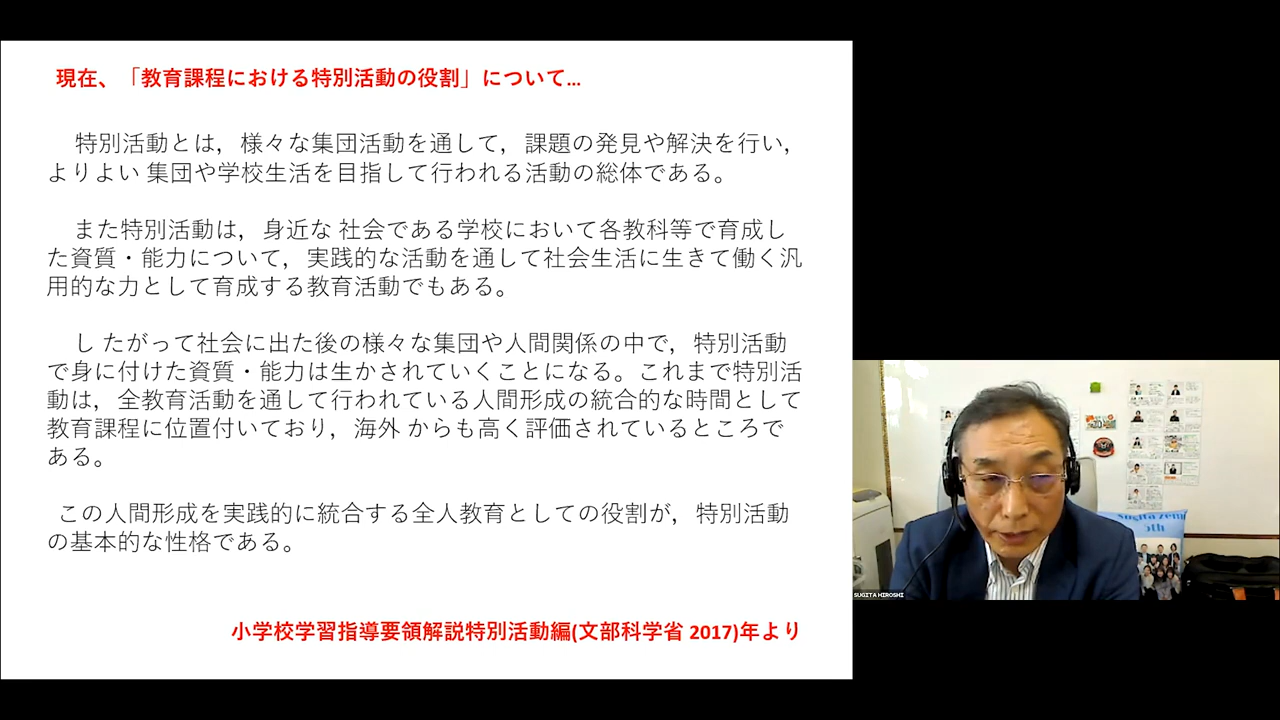 現在、「教育課程における特別活動の役割」について…
特別活動とは，様々な集団活動を通して，課題の発見や解決を行い，
よりよい 集団や学校生活を目指して行われる活動の総体である。
また特別活動は，身近な 社会である学校において各教科等で育成し
た資質・能力について，実践的な活動を通して社会生活に生きて働く汎
用的な力として育成する教育活動でもある。
し たがって社会に出た後の様々な集団や人間関係の中で，特別活動
で身に付けた資質・能力は生かされていくことになる。これまで特別活
動は，全教育活動を通して行われている人間形成の統合的な時間として
教育課程に位置付いており，海外 からも高く評価されているところで
ある。
この人間形成を実践的に統合する全人教育としての役割が，特別活動
の基本的な性格である。
小学校学習指導要領解説特別活動編(文部科学省 2017)年より
Sugita zemi
5th
SUGITA HIROSHI